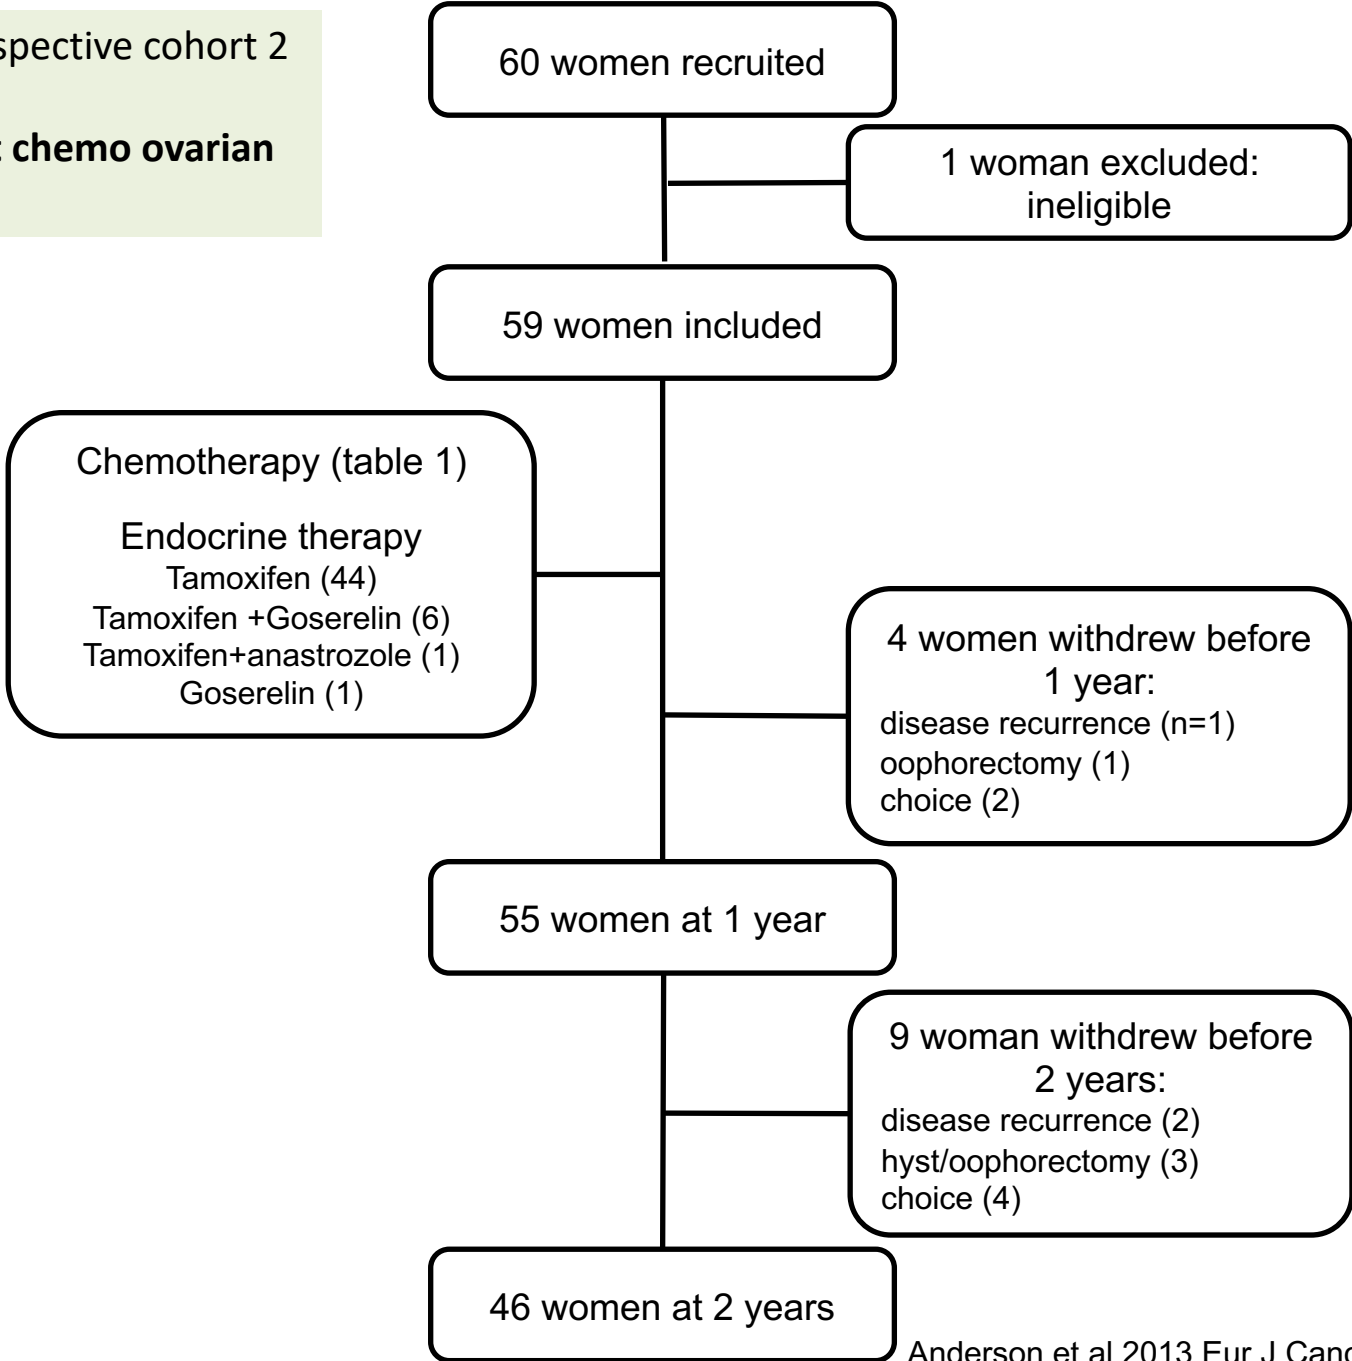 spective cohort 2
chemo ovarian
60 women recruited
1 woman excluded:
ineligible
59 women included
Chemotherapy (table 1)
Endocrine therapy
Tamoxifen (44)
Tamoxifen +Goserelin (6)
Tamoxifen+anastrozole (1)
Goserelin (1)
4 women withdrew before
1 year:
disease recurrence (n=1)
oophorectomy (1)
choice (2)
55 women at 1 year
9 woman withdrew before
2 years:
disease recurrence (2)
hyst/oophorectomy (3)
choice (4)
46 women at 2 years
Anderson et al 2013 Eur J Canc